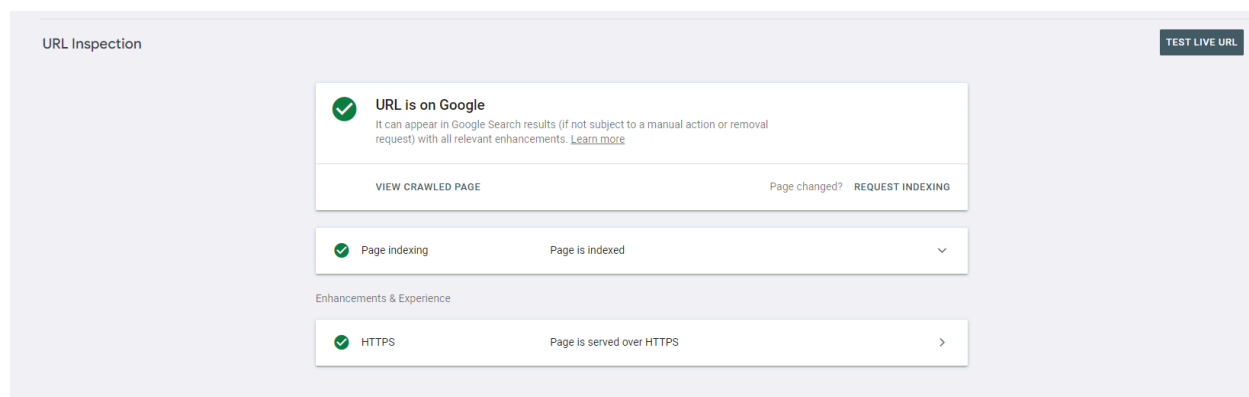 URL Inspection
TEST LIVE URL
URL is on Google
It can appear in Google Search results (if not subject to a manual action or removal
request) with all relevant enhancements. Learn more
VIEW CRAWLED PAGE
Page changed? REQUEST INDEXING
Page indexing Page is indexed
Enhancements & Experience
HTTPS Page is served over HTTPS